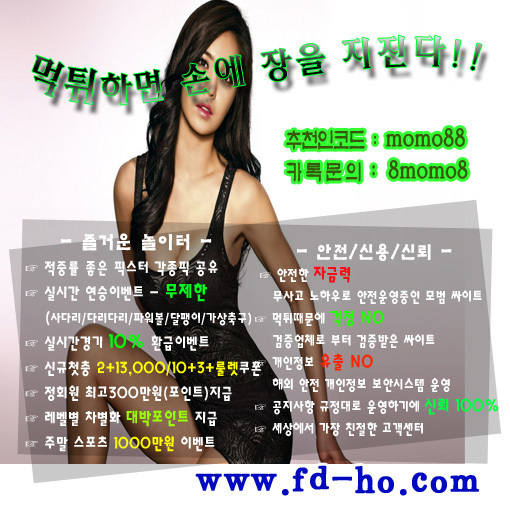 먹튀하면 손에 장을 지진다!!
추천인코드 : momo88
카톡문의 : 8momo8
- 즐거운 놀이터 -
☞ 적중률 좋은 픽스터 각종픽 공유
☞ 실시간 연승이벤트 - 무제한
(사다리/다리다리/파워볼/달팽이/가상축구)
☞ 실시간경기 10% 환급이벤트
☞ 신규첫충 2+13,000/10+3+룰렛쿠폰
☞ 정회원 최고300만원(포인트)지급
☞ 레벨별 차별화 대박포인트 지급
☞ 주말 스포츠 1000만원 이벤트
- 안전/신용/신뢰 -
☞ 안전한 자금력
무사고 노하우로 안전운영중인 모범 싸이트
☞ 먹튀때문에 걱정 NO
검증업체로 부터 검증받은 싸이트
☞ 개인정보 유출 NO
해외 안전 개인정보 보안시스템 운영
☞ 공지사항 규정대로 운영하기에 신뢰 100%
☞ 세상에서 가장 친절한 고객센터
www.fd-ho.com